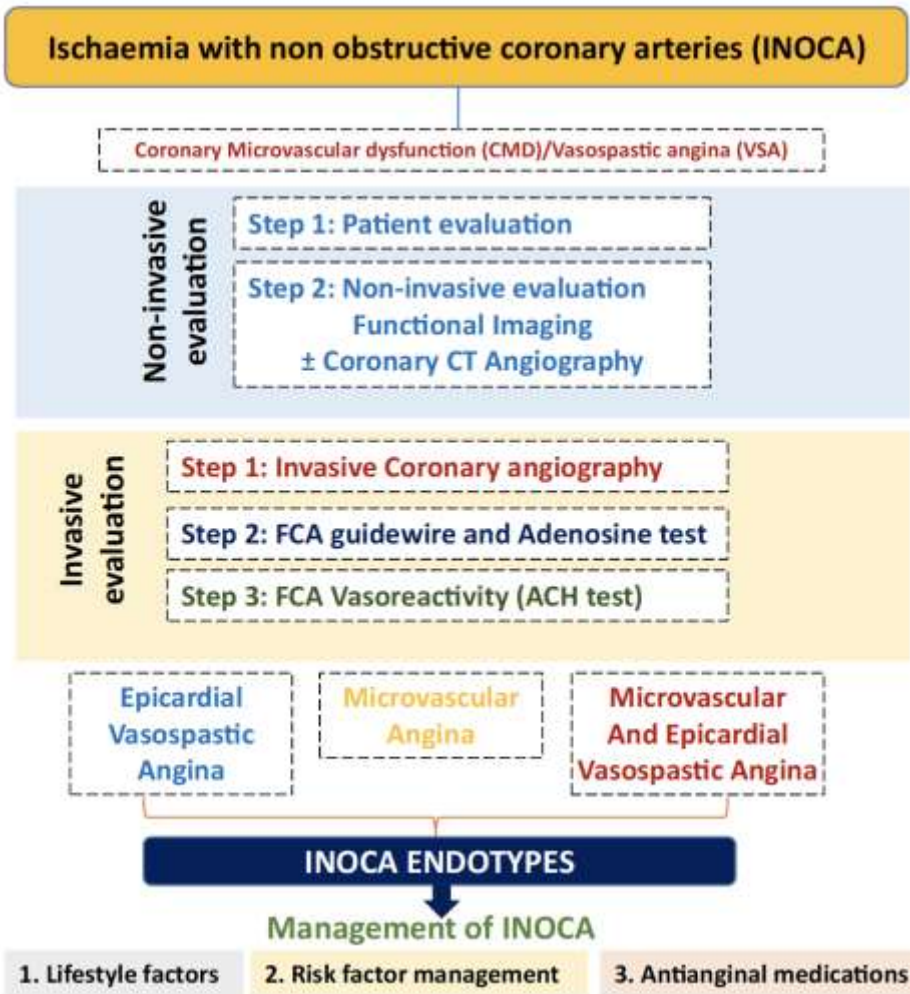 Ischaemia with non obstructive coronary arteries (INOCA)
Coronary Microvascular dysfunction (CMD)/Vasospastic angina (VSA)
Non-invasive
evaluation
Step 1: Patient evaluation
Step 2: Non-invasive evaluation
Functional Imaging
± Coronary CT Angiography
Invasive
evaluation
Step 1: Invasive Coronary angiography
Step 2: FCA guidewire and Adenosine test
Step 3: FCA Vasoreactivity (ACH test)
Epicardial
Vasospastic
Angina
Microvascular
Angina
Microvascular
And Epicardial
Vasospastic Angina
INOCA ENDOTYPES
Management of INOCA
1. Lifestyle factors
2. Risk factor management
3. Antianginal medications